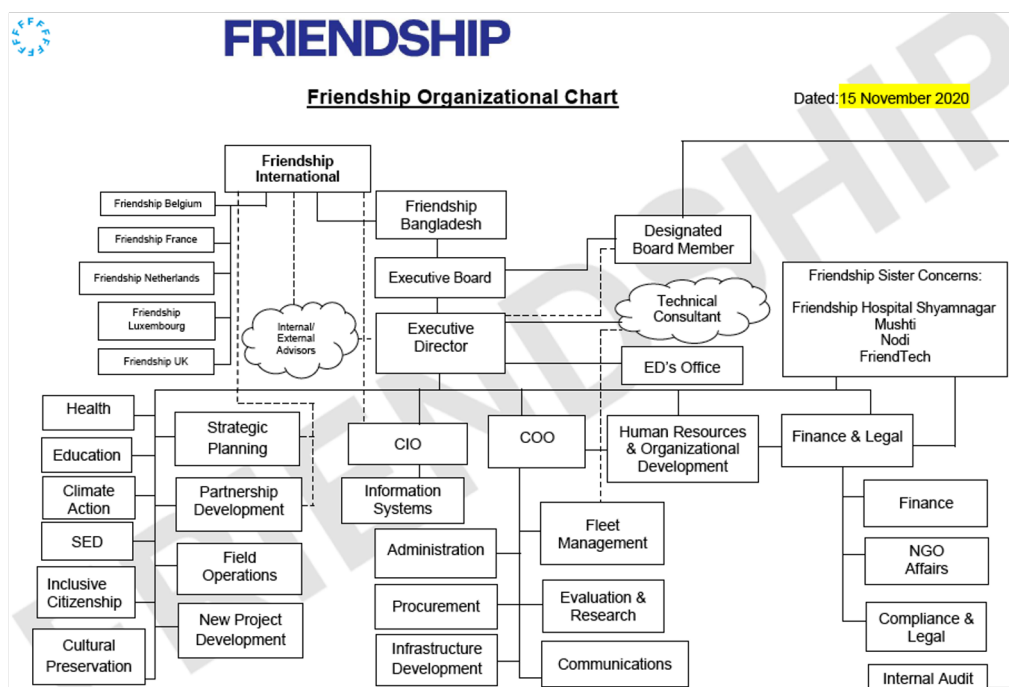 FRIENDSHIP
Friendship Organizational Chart
Dated:15 November 2020
Friendship
International
Friendship Belgium
Friendship France
Friendship Netherlands
Friendship
Luxembourg
Friendship UK
Friendship
Bangladesh
Executive Board
Executive
Director
Internal/
External
Advisors
Designated
Board Member
Technical
Consultant
ED's Office
Friendship Sister Concerns:
Friendship Hospital Shyamnagar
Mushti
Nodi
FriendTech
Health
Education
Climate
Action
SED
Inclusive
Citizenship
Cultural
Preservation
Strategic
Planning
Partnership
Development
Field
Operations
New Project
Development
CIO
Information
Systems
COO
Administration
Procurement
Infrastructure
Development
Fleet
Management
Evaluation &
Research
Communications
Human Resources
& Organizational
Development
Finance & Legal
Finance
NGO
Affairs
Compliance &
Legal
Internal Audit
FRIENDSHIP